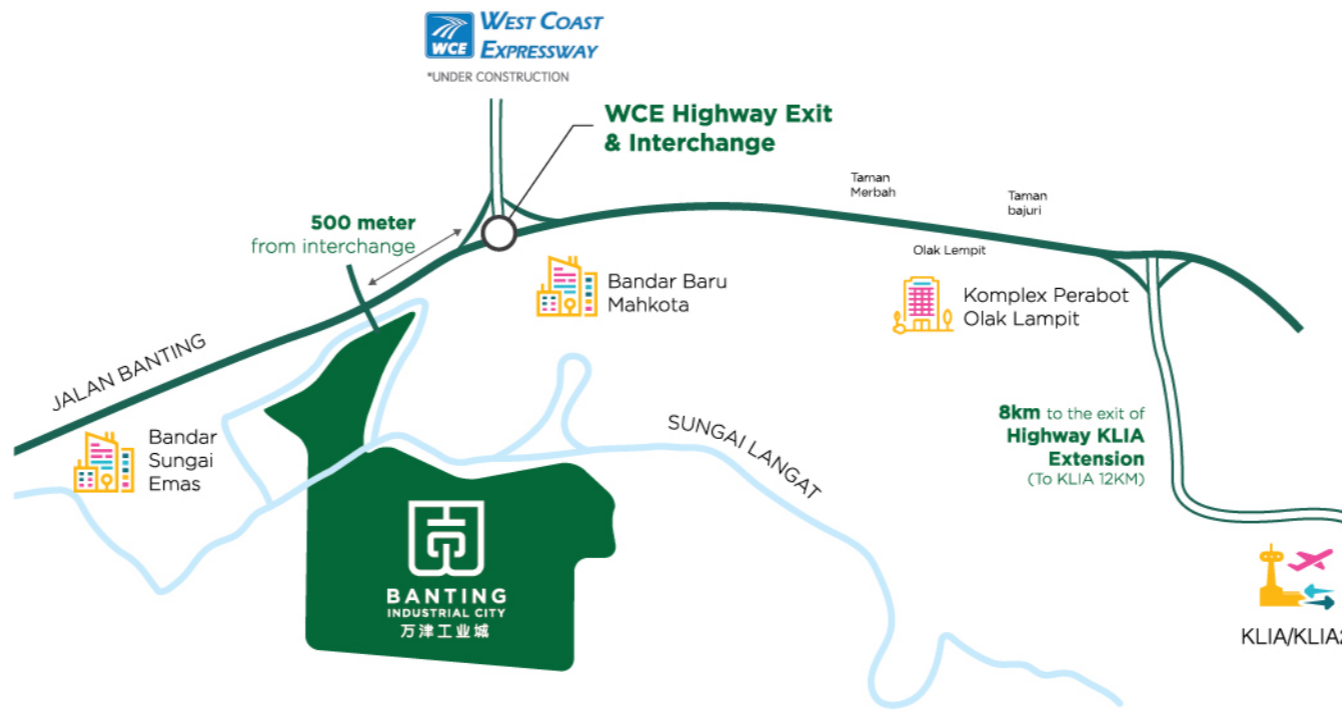 WCE
WEST COAST
EXPRESSWAY
*UNDER CONSTRUCTION
WCE Highway Exit
& Interchange
Taman
Merbah
Taman
bajuri
500 meter
from interchange
Olak Lempit
Bandar Baru
Mahkota
Komplex Perabot
Olak Lampit
JALAN BANTING
Bandar
Sungai
Emas
SUNGAI LANGAT
8km to the exit of
Highway KLIA
Extension
(To KLIA 12KM)
BANTING
INDUSTRIAL CITY
万津工业城
KLIA/KLIA2